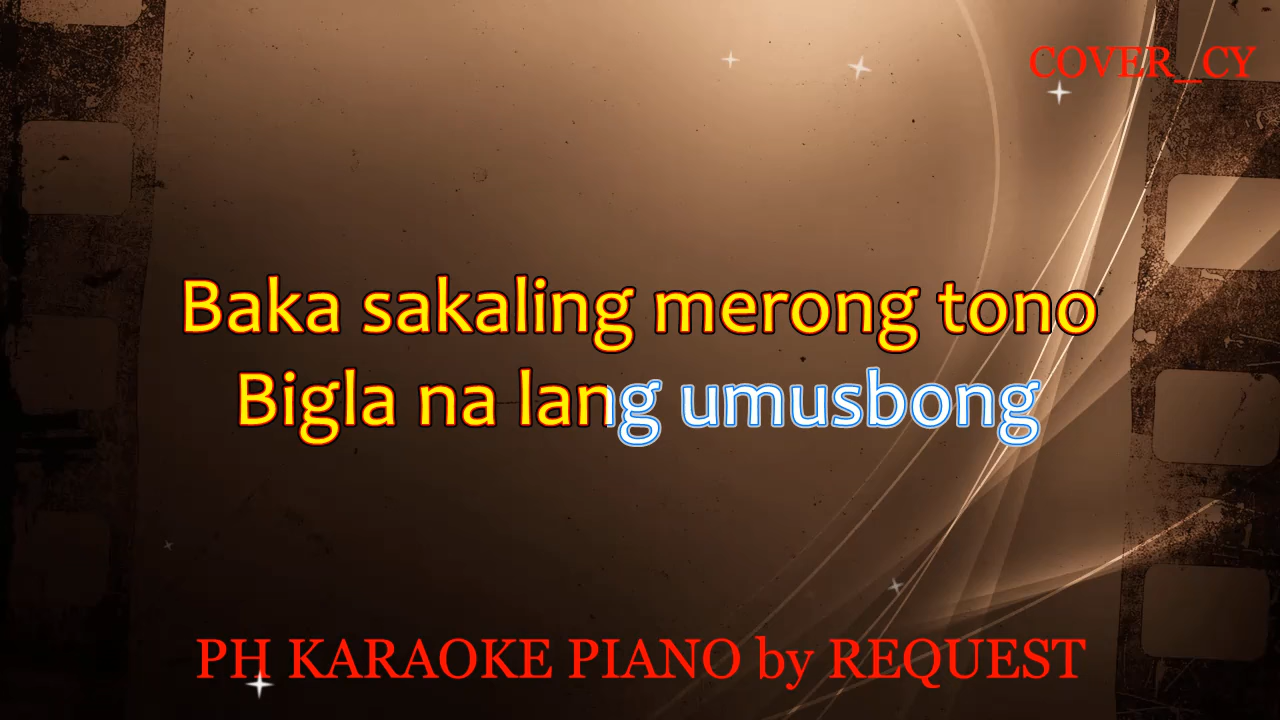 COVER_CY
Baka sakaling merong tono
Bigla na lang umusbong
PH KARAOKE PIANO by REQUEST